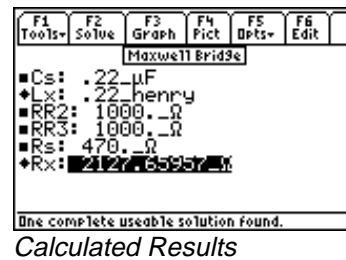 F1 F2 F3 F4 F5 F6
Tools▾ Solve Graph Pict Opts▾ Edit
Maxwell Bridge
■Cs: .22_µF
◆Lx: .22_henry
■RR2: 1000._Ω
■RR3: 1000._Ω
■Rs: 470._Ω
◆Rx: 2127.65957_Ω
One complete useable solution found.
Calculated Results